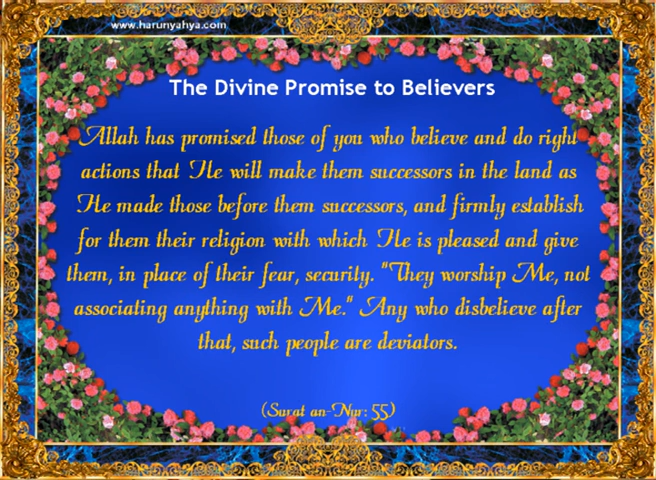 www.harunyahya.com
The Divine Promise to Believers
Allah has promised those of you who believe and do right
actions that He will make them successors in the land as
He made those before them successors, and firmly establish
for them their religion with which He is pleased and give
them, in place of their fear, security. "They worship Me, not
associating anything with Me." Any who disbelieve after
that, such people are deviators.
(Surat an-Nur: 55)